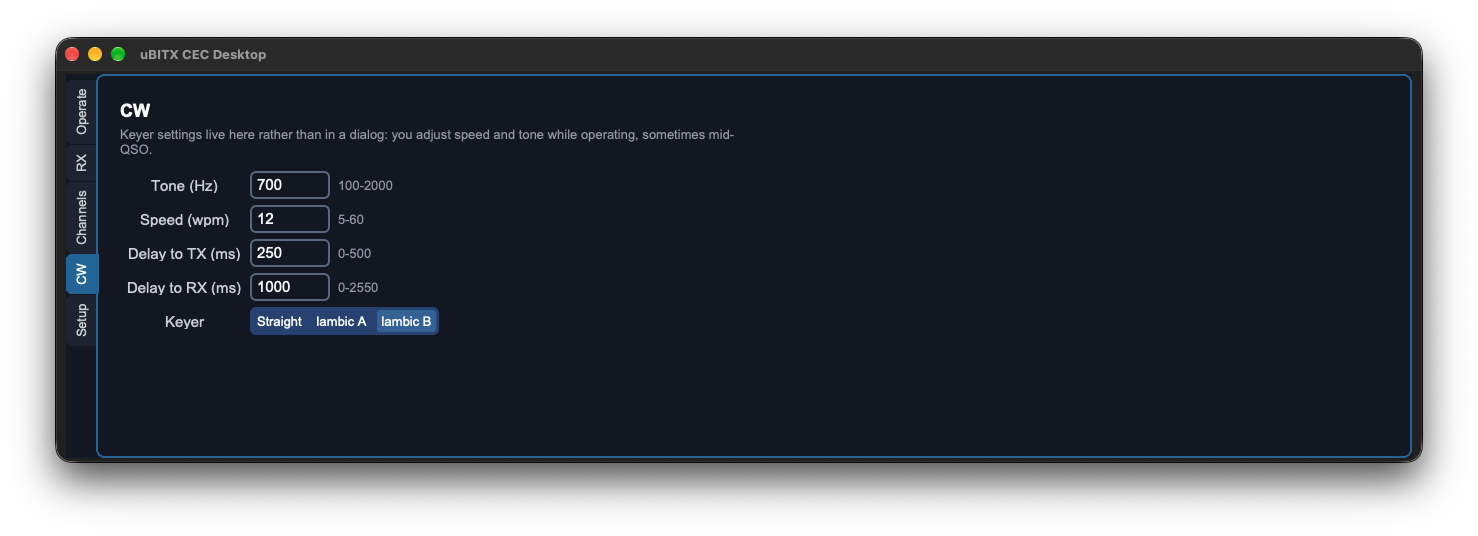 uBITX CEC Desktop
Operate
RX
Channels
CW
Setup
CW
Keyer settings live here rather than in a dialog: you adjust speed and tone while operating, sometimes mid-
QSO.
Tone (Hz) 700 100-2000
Speed (wpm) 12 5-60
Delay to TX (ms) 250 0-500
Delay to RX (ms) 1000 0-2550
Keyer Straight Iambic A Iambic B